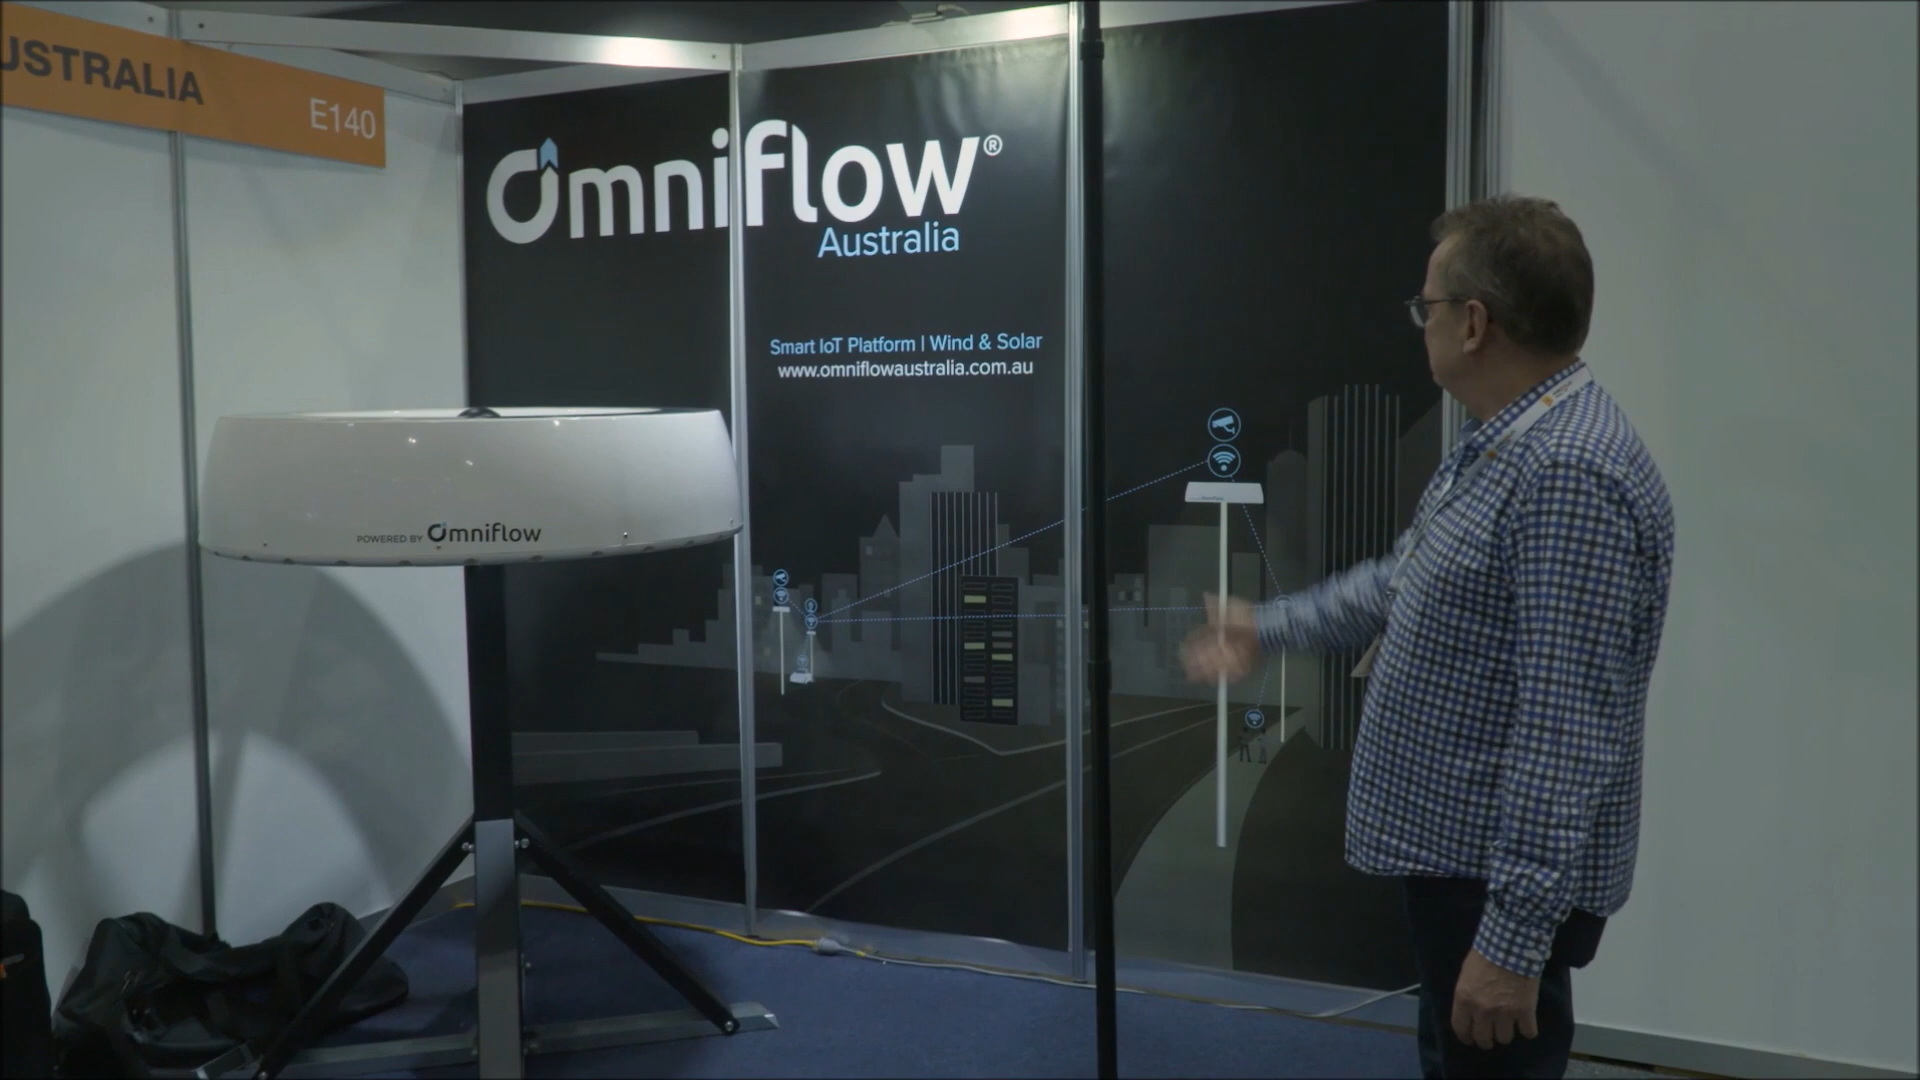 USTRALIA
E140
Omniflow®
Australia
Smart IoT Platform | Wind & Solar
www.omniflowaustralia.com.au
POWERED BY Omniflow